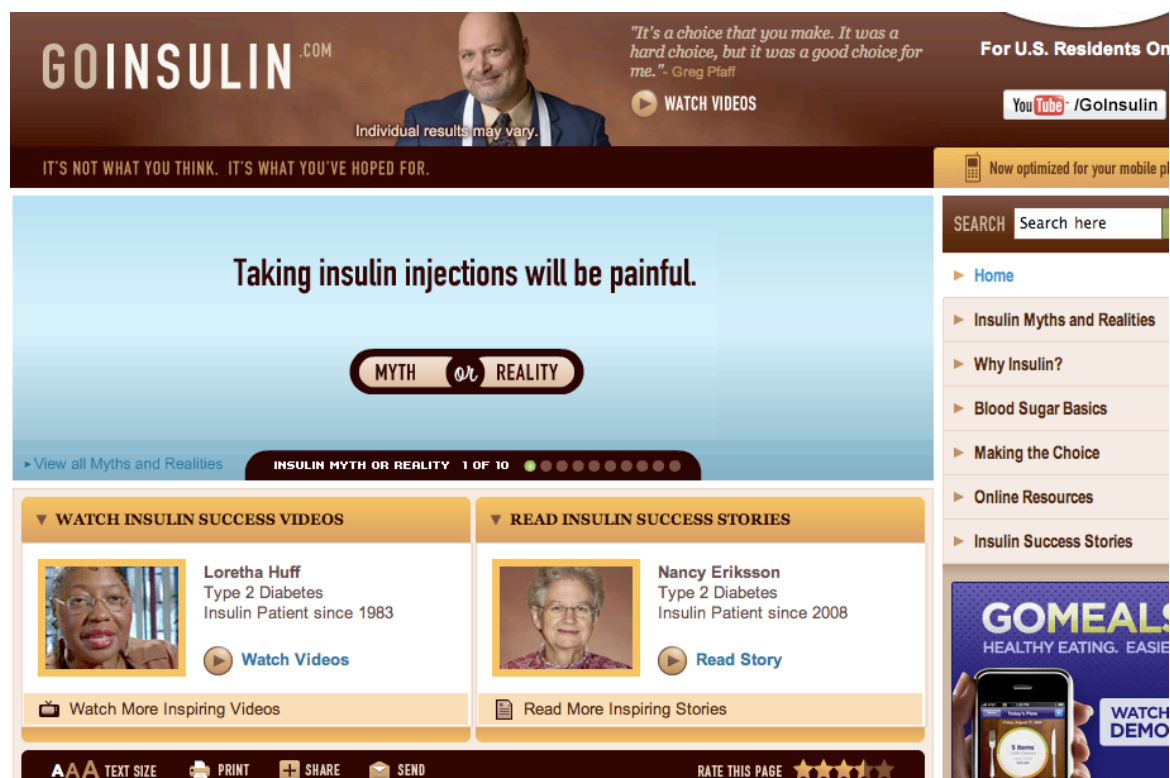 GOINSULIN.COM
"It's a choice that you make. It was a
hard choice, but it was a good choice for
me."- Greg Pfaff
WATCH VIDEOS
Individual results may vary.
For U.S. Residents On
YouTube /GoInsulin
IT'S NOT WHAT YOU THINK. IT'S WHAT YOU'VE HOPED FOR.
Now optimized for your mobile ph
Taking insulin injections will be painful.
MYTH or REALITY
View all Myths and Realities
INSULIN MYTH OR REALITY 1 OF 10
SEARCH Search here
Home
Insulin Myths and Realities
Why Insulin?
Blood Sugar Basics
Making the Choice
Online Resources
Insulin Success Stories
WATCH INSULIN SUCCESS VIDEOS
Loretha Huff
Type 2 Diabetes
Insulin Patient since 1983
Watch Videos
Watch More Inspiring Videos
READ INSULIN SUCCESS STORIES
Nancy Eriksson
Type 2 Diabetes
Insulin Patient since 2008
Read Story
Read More Inspiring Stories
GOMEALS
HEALTHY EATING. EASIE
Today's Plate
5 Items
WATCH
DEMO
AAA TEXT SIZE
PRINT
SHARE
SEND
RATE THIS PAGE